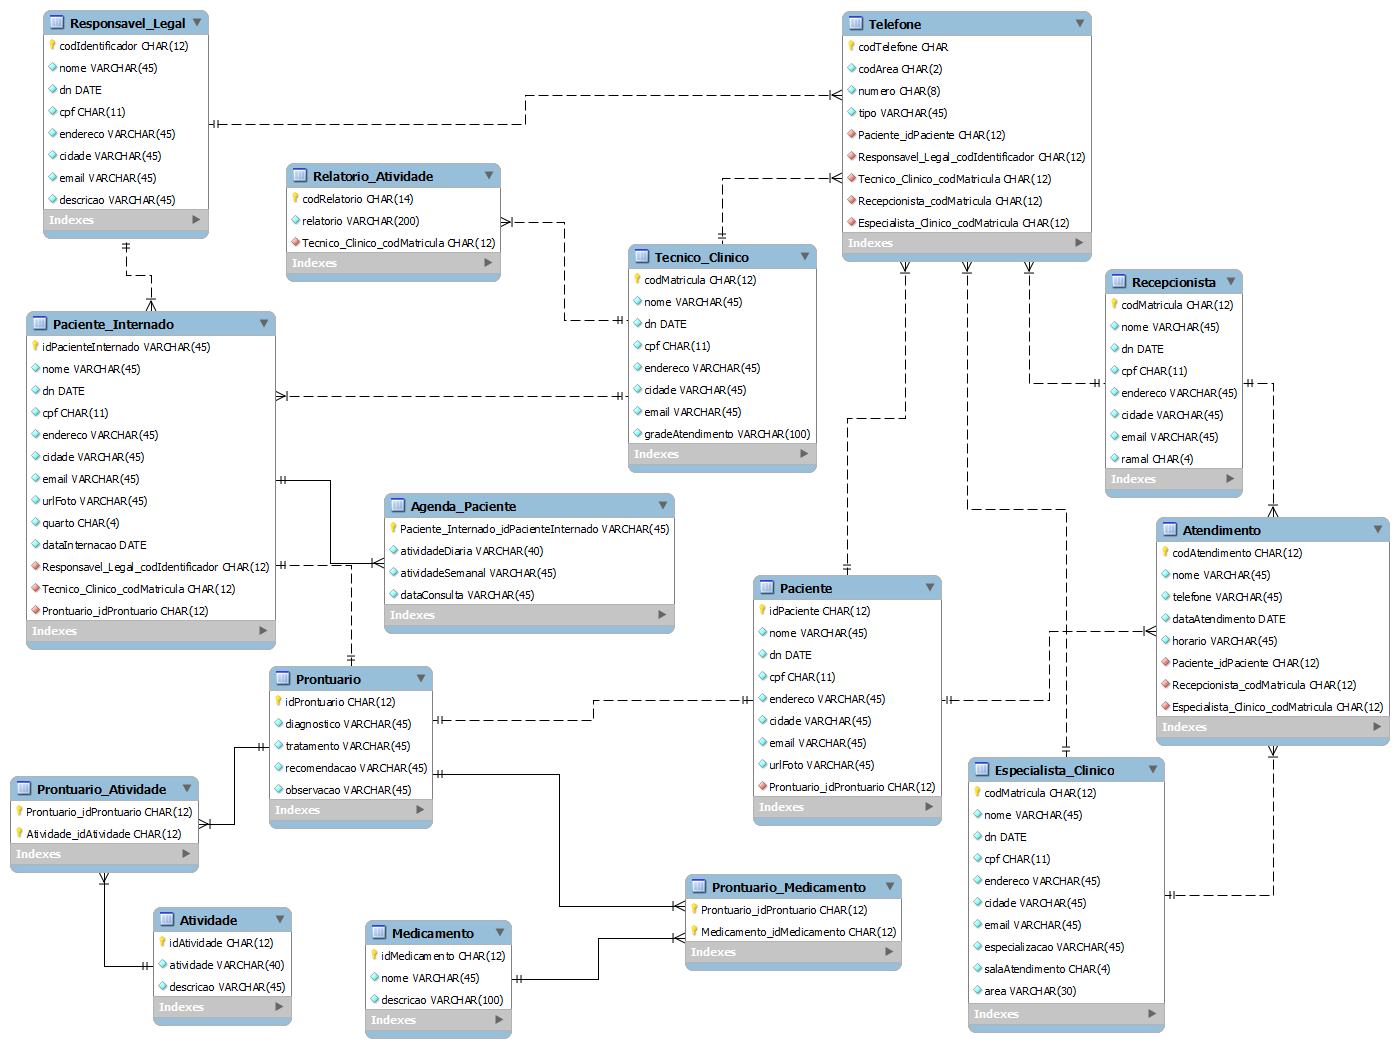 Responsavel_Legal
codIdentificador CHAR(12)
nome VARCHAR(45)
dn DATE
cpf CHAR(11)
endereco VARCHAR(45)
cidade VARCHAR(45)
email VARCHAR(45)
descricao VARCHAR(45)
Indexes
Telefone
codTelefone CHAR
codArea CHAR(2)
numero CHAR(8)
tipo VARCHAR(45)
Paciente_idPaciente CHAR(12)
Responsavel_Legal_codIdentificador CHAR(12)
Tecnico_Clinico_codMatricula CHAR(12)
Recepcionista_codMatricula CHAR(12)
Especialista_Clinico_codMatricula CHAR(12)
Indexes
Relatorio_Atividade
codRelatorio CHAR(14)
relatorio VARCHAR(200)
Tecnico_Clinico_codMatricula CHAR(12)
Indexes
Tecnico_Clinico
codMatricula CHAR(12)
nome VARCHAR(45)
dn DATE
cpf CHAR(11)
endereco VARCHAR(45)
cidade VARCHAR(45)
email VARCHAR(45)
gradeAtendimento VARCHAR(100)
Indexes
Recepcionista
codMatricula CHAR(12)
nome VARCHAR(45)
dn DATE
cpf CHAR(11)
endereco VARCHAR(45)
cidade VARCHAR(45)
email VARCHAR(45)
ramal CHAR(4)
Indexes
Paciente_Internado
idPacienteInternado VARCHAR(45)
nome VARCHAR(45)
dn DATE
cpf CHAR(11)
endereco VARCHAR(45)
cidade VARCHAR(45)
email VARCHAR(45)
urlFoto VARCHAR(45)
quarto CHAR(4)
dataInternacao DATE
Responsavel_Legal_codIdentificador CHAR(12)
Tecnico_Clinico_codMatricula CHAR(12)
Prontuario_idProntuario CHAR(12)
Indexes
Agenda_Paciente
Paciente_Internado_idPacienteInternado VARCHAR(45)
atividadeDiaria VARCHAR(40)
atividadeSemanal VARCHAR(45)
dataConsulta VARCHAR(45)
Indexes
Atendimento
codAtendimento CHAR(12)
nome VARCHAR(45)
telefone VARCHAR(45)
dataAtendimento DATE
horario VARCHAR(45)
Paciente_idPaciente CHAR(12)
Recepcionista_codMatricula CHAR(12)
Especialista_Clinico_codMatricula CHAR(12)
Indexes
Paciente
idPaciente CHAR(12)
nome VARCHAR(45)
dn DATE
cpf CHAR(11)
endereco VARCHAR(45)
cidade VARCHAR(45)
email VARCHAR(45)
urlFoto VARCHAR(45)
Prontuario_idProntuario CHAR(12)
Indexes
Prontuario
idProntuario CHAR(12)
diagnostico VARCHAR(45)
tratamento VARCHAR(45)
recomendacao VARCHAR(45)
observacao VARCHAR(45)
Indexes
Especialista_Clinico
codMatricula CHAR(12)
nome VARCHAR(45)
dn DATE
cpf CHAR(11)
endereco VARCHAR(45)
cidade VARCHAR(45)
email VARCHAR(45)
especializacao VARCHAR(45)
salaAtendimento CHAR(4)
area VARCHAR(30)
Indexes
Prontuario_Atividade
Prontuario_idProntuario CHAR(12)
Atividade_idAtividade CHAR(12)
Indexes
Prontuario_Medicamento
Prontuario_idProntuario CHAR(12)
Medicamento_idMedicamento CHAR(12)
Indexes
Atividade
idAtividade CHAR(12)
atividade VARCHAR(40)
descricao VARCHAR(45)
Indexes
Medicamento
idMedicamento CHAR(12)
nome VARCHAR(45)
descricao VARCHAR(100)
Indexes